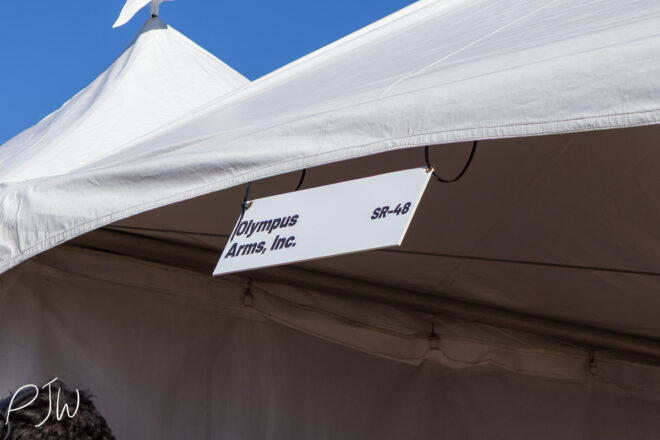 Olympus
Arms, Inc.
SR-48
PJW